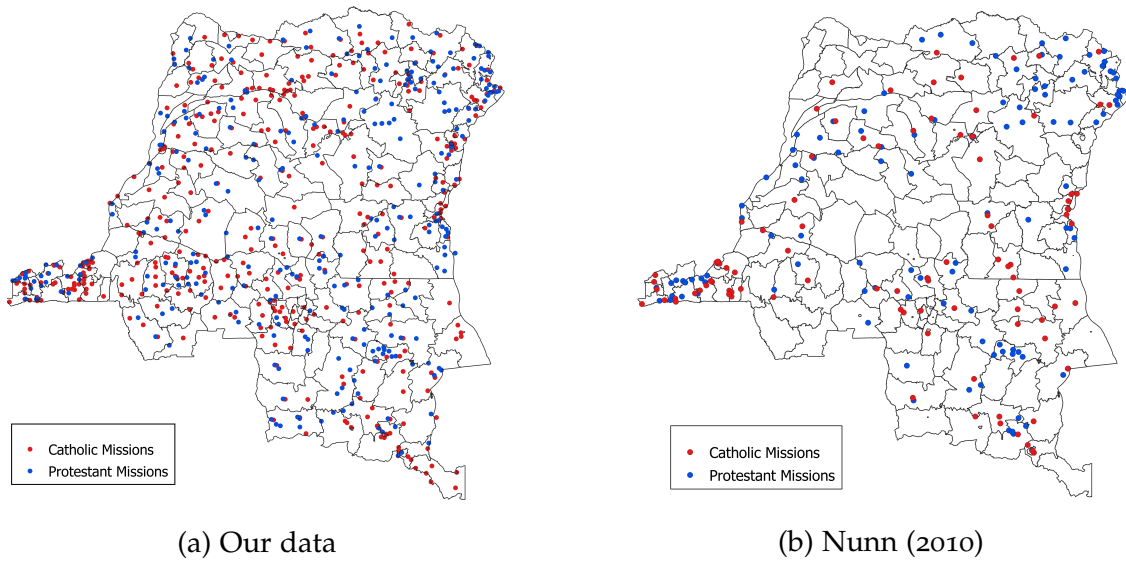 Catholic Missions
Protestant Missions
Catholic Missions
Protestant Missions
(a) Our data
(b) Nunn (2010)